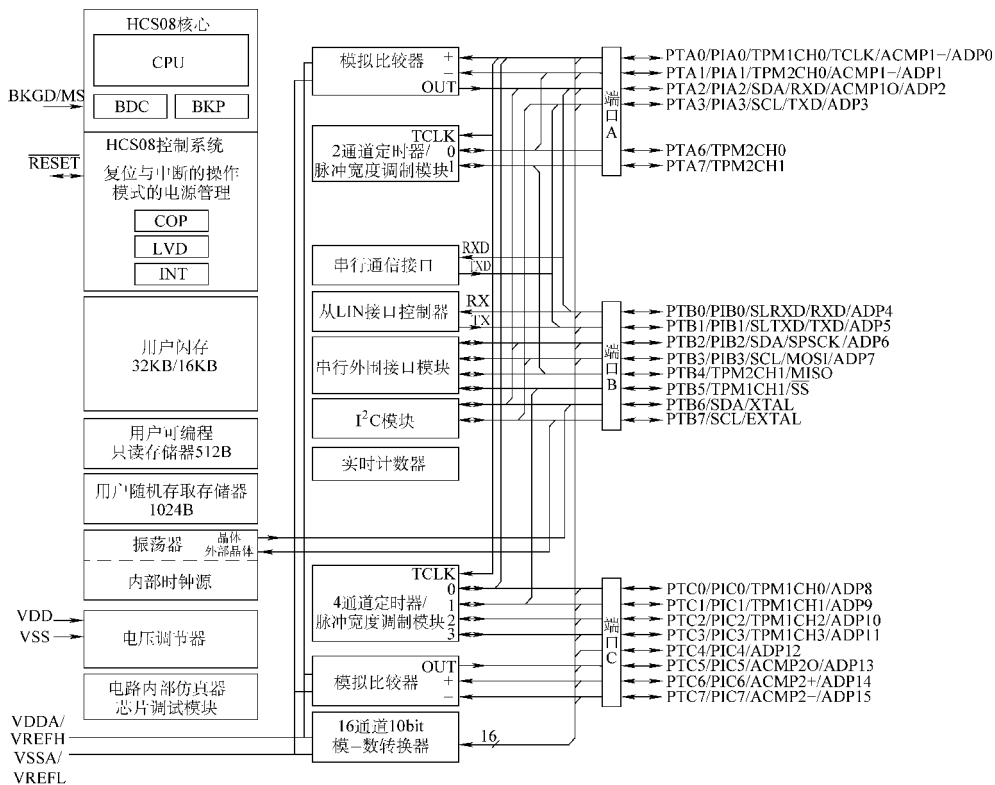 HCS08核心
CPU
BDC
BKP
BKGD/MS
HCS08控制系统
RESET
复位与中断的操作
模式的电源管理
COP
LVD
INT
用户闪存
32KB/16KB
用户可编程
只读存储器512B
用户随机存取存储器
1024B
振荡器
晶体
外部晶体
内部时钟源
VDD
VSS
电压调节器
电路内部仿真器
芯片调试模块
VDDA/
VREFH
VSSA/
VREFL
模拟比较器
+
−
OUT
TCLK
2通道定时器/
脉冲宽度调制模块
0
1
串行通信接口
RXD
TXD
从LIN接口控制器
RX
TX
串行外围接口模块
I²C模块
实时计数器
TCLK
4通道定时器/
脉冲宽度调制模块
0
1
2
3
模拟比较器
OUT
+
−
16通道10bit
模−数转换器
16
端口A
PTA0/PIA0/TPM1CH0/TCLK/ACMP1−/ADP0
PTA1/PIA1/TPM2CH0/ACMP1−/ADP1
PTA2/PIA2/SDA/RXD/ACMP1O/ADP2
PTA3/PIA3/SCL/TXD/ADP3
PTA6/TPM2CH0
PTA7/TPM2CH1
端口B
PTB0/PIB0/SLRXD/RXD/ADP4
PTB1/PIB1/SLTXD/TXD/ADP5
PTB2/PIB2/SDA/SPSCK/ADP6
PTB3/PIB3/SCL/MOSI/ADP7
PTB4/TPM2CH1/MISO
PTB5/TPM1CH1/SS
PTB6/SDA/XTAL
PTB7/SCL/EXTAL
端口C
PTC0/PIC0/TPM1CH0/ADP8
PTC1/PIC1/TPM1CH1/ADP9
PTC2/PIC2/TPM1CH2/ADP10
PTC3/PIC3/TPM1CH3/ADP11
PTC4/PIC4/ADP12
PTC5/PIC5/ACMP2O/ADP13
PTC6/PIC6/ACMP2+/ADP14
PTC7/PIC7/ACMP2−/ADP15